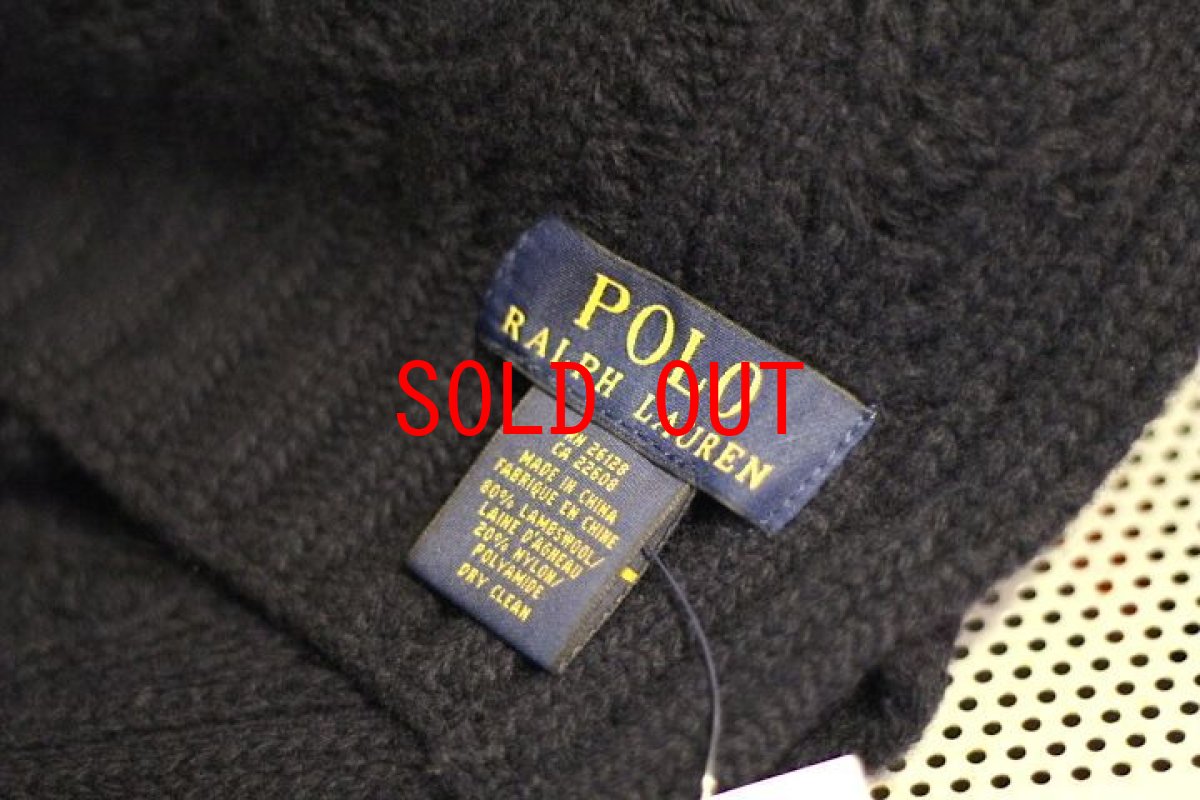 POLO
RALPH LAUREN
SOLD OUT
26128
CA 22608
MADE IN CHINA
FABRIQUE EN CHINE
80% LAMBSWOOL/
LAINE D'AGNEAU
20% NYLON/
POLYAMIDE
DRY CLEAN